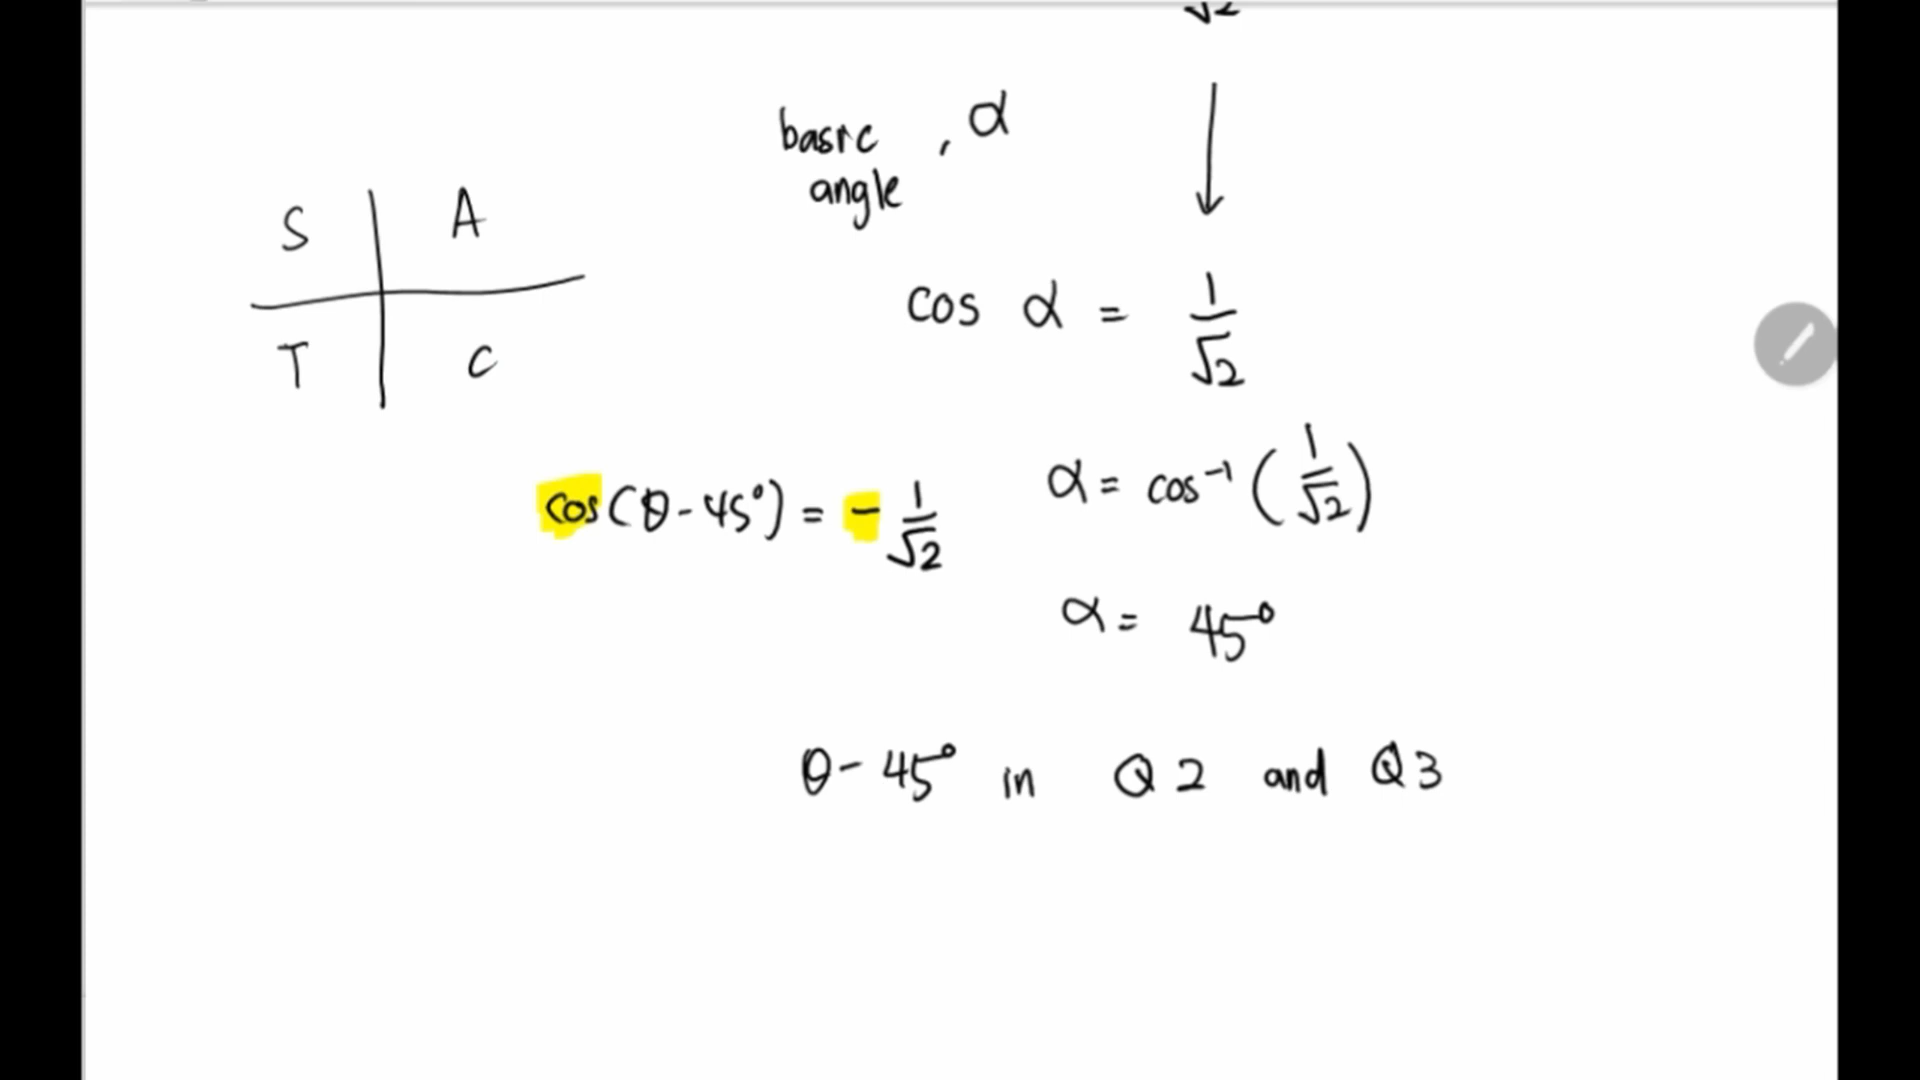 √2
basic , α
angle
S | A
T | C
cos α = 1/√2
cos(θ - 45°) = - 1/√2
α = cos⁻¹ (1/√2)
α = 45°
θ - 45° in Q2 and Q3